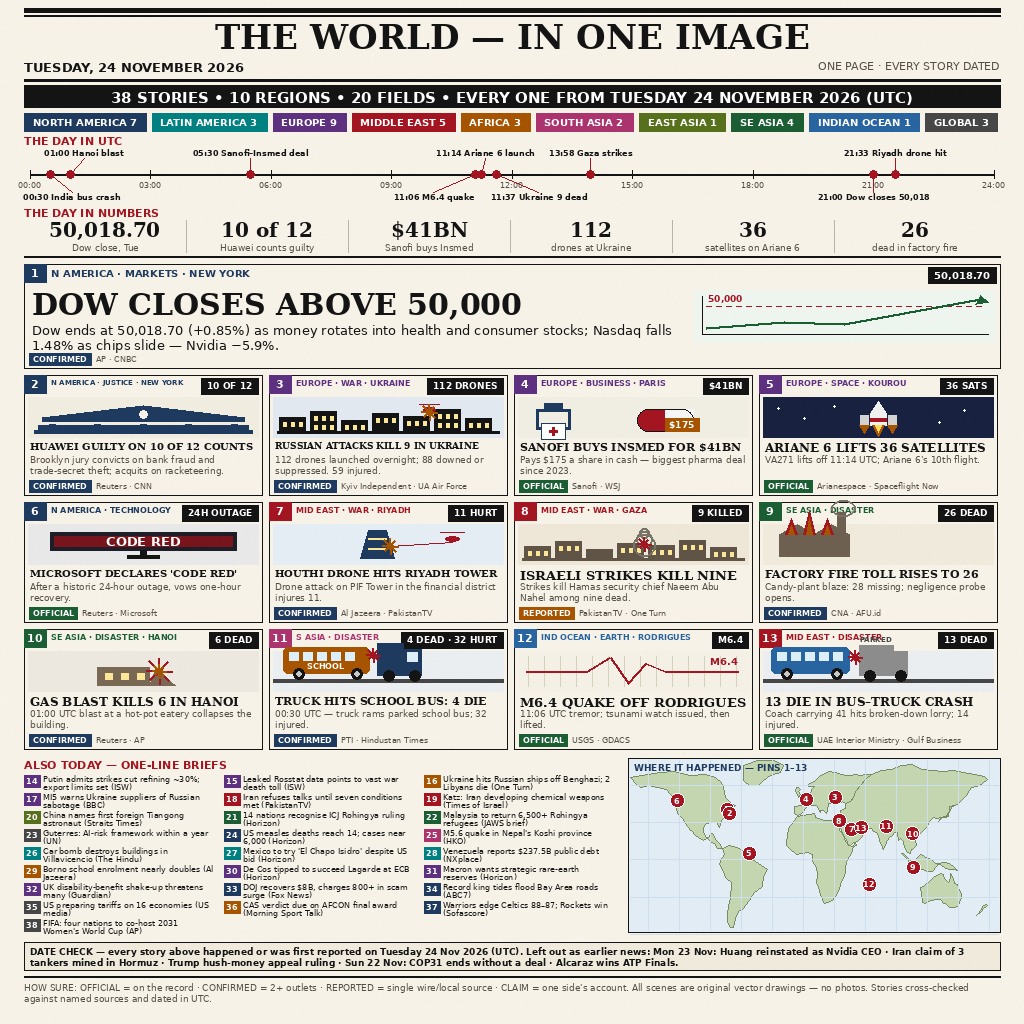 THE WORLD — IN ONE IMAGE
TUESDAY, 24 NOVEMBER 2026
ONE PAGE · EVERY STORY DATED
38 STORIES • 10 REGIONS • 20 FIELDS • EVERY ONE FROM TUESDAY 24 NOVEMBER 2026 (UTC)
NORTH AMERICA 7
LATIN AMERICA 3
EUROPE 9
MIDDLE EAST 5
AFRICA 3
SOUTH ASIA 2
EAST ASIA 1
SE ASIA 4
INDIAN OCEAN 1
GLOBAL 3
THE DAY IN UTC
01:00 Hanoi blast
05:30 Sanofi-Insmed deal
11:14 Ariane 6 launch
13:58 Gaza strikes
21:33 Riyadh drone hit
00:00
03:00
06:00
09:00
12:00
15:00
18:00
21:00
24:00
00:30 India bus crash
11:06 M6.4 quake
11:37 Ukraine 9 dead
21:00 Dow closes 50,018
THE DAY IN NUMBERS
50,018.70
Dow close, Tue
10 of 12
Huawei counts guilty
$41BN
Sanofi buys Insmed
112
drones at Ukraine
36
satellites on Ariane 6
26
dead in factory fire
1
N AMERICA · MARKETS · NEW YORK
50,018.70
DOW CLOSES ABOVE 50,000
Dow ends at 50,018.70 (+0.85%) as money rotates into health and consumer stocks; Nasdaq falls
1.48% as chips slide — Nvidia −5.9%.
CONFIRMED
AP · CNBC
50,000
2
N AMERICA · JUSTICE · NEW YORK
10 OF 12
HUAWEI GUILTY ON 10 OF 12 COUNTS
Brooklyn jury convicts on bank fraud and
trade-secret theft; acquits on racketeering.
CONFIRMED
Reuters · CNN
3
EUROPE · WAR · UKRAINE
112 DRONES
RUSSIAN ATTACKS KILL 9 IN UKRAINE
112 drones launched overnight; 88 downed or
suppressed. 59 injured.
CONFIRMED
Kyiv Independent · UA Air Force
4
EUROPE · BUSINESS · PARIS
$41BN
$175
SANOFI BUYS INSMED FOR $41BN
Pays $175 a share in cash — biggest pharma deal
since 2023.
OFFICIAL
Sanofi · WSJ
5
EUROPE · SPACE · KOUROU
36 SATS
ARIANE 6 LIFTS 36 SATELLITES
VA271 lifts off 11:14 UTC; Ariane 6's 10th flight.
OFFICIAL
Arianespace · Spaceflight Now
6
N AMERICA · TECHNOLOGY
24H OUTAGE
CODE RED
MICROSOFT DECLARES 'CODE RED'
After a historic 24-hour outage, vows one-hour
recovery.
OFFICIAL
Reuters · Microsoft
7
MID EAST · WAR · RIYADH
11 HURT
HOUTHI DRONE HITS RIYADH TOWER
Drone attack on PIF Tower in the financial district
injures 11.
CONFIRMED
Al Jazeera · PakistanTV
8
MID EAST · WAR · GAZA
9 KILLED
ISRAELI STRIKES KILL NINE
Strikes kill Hamas security chief Naeem Abu
Nahel among nine dead.
REPORTED
PakistanTV · One Turn
9
SE ASIA · DISASTER
26 DEAD
FACTORY FIRE TOLL RISES TO 26
Candy-plant blaze: 28 missing; negligence probe
opens.
CONFIRMED
CNA · AFU.id
10
SE ASIA · DISASTER · HANOI
6 DEAD
GAS BLAST KILLS 6 IN HANOI
01:00 UTC blast at a hot-pot eatery collapses the
building.
CONFIRMED
Reuters · AP
11
S ASIA · DISASTER
4 DEAD · 32 HURT
SCHOOL
TRUCK HITS SCHOOL BUS: 4 DIE
00:30 UTC — truck rams parked school bus; 32
injured.
CONFIRMED
PTI · Hindustan Times
12
IND OCEAN · EARTH · RODRIGUES
M6.4
M6.4
M6.4 QUAKE OFF RODRIGUES
11:06 UTC tremor; tsunami watch issued, then
lifted.
OFFICIAL
USGS · GDACS
13
MID EAST · DISASTER
PARKED
13 DEAD
13 DIE IN BUS–TRUCK CRASH
Coach carrying 41 hits broken-down lorry; 14
injured.
OFFICIAL
UAE Interior Ministry · Gulf Business
ALSO TODAY — ONE-LINE BRIEFS
14 Putin admits strikes cut refining ~30%;
export limits set (ISW)
15 Leaked Rosstat data points to vast war
death toll (ISW)
16 Ukraine hits Russian ships off Benghazi; 2
Libyans die (One Turn)
17 MI5 warns Ukraine suppliers of Russian
sabotage (BBC)
18 Iran refuses talks until seven conditions
met (PakistanTV)
19 Katz: Iran developing chemical weapons
(Times of Israel)
20 China names first foreign Tiangong
astronaut (Straits Times)
21 14 nations recognise ICJ Rohingya ruling
(Horizon)
22 Malaysia to return 6,500+ Rohingya
refugees (JAWS brief)
23 Guterres: AI-risk framework within a year
(UN)
24 US measles deaths reach 14; cases near
6,000 (Horizon)
25 M5.6 quake in Nepal's Koshi province
(HKO)
26 Car bomb destroys buildings in
Villavicencio (The Hindu)
27 Mexico to try 'El Chapo Isidro' despite US
bid (Horizon)
28 Venezuela reports $237.5B public debt
(NXplace)
29 Borno school enrolment nearly doubles (Al
Jazeera)
30 De Cos tipped to succeed Lagarde at ECB
(Horizon)
31 Macron wants strategic rare-earth
reserves (Horizon)
32 UK disability-benefit shake-up threatens
many (Guardian)
33 DOJ recovers $8B, charges 800+ in scam
surge (Fox News)
34 Record king tides flood Bay Area roads
(ABC7)
35 US preparing tariffs on 16 economies (US
media)
36 CAS verdict due on AFCON final award
(Morning Sport Talk)
37 Warriors edge Celtics 88–87; Rockets win
(Sofascore)
38 FIFA: four nations to co-host 2031
Women's World Cup (AP)
WHERE IT HAPPENED — PINS 1–13
6
2
4
3
8
7
13
11
10
5
9
12
DATE CHECK — every story above happened or was first reported on Tuesday 24 Nov 2026 (UTC). Left out as earlier news: Mon 23 Nov: Huang reinstated as Nvidia CEO · Iran claim of 3
tankers mined in Hormuz · Trump hush-money appeal ruling · Sun 22 Nov: COP31 ends without a deal · Alcaraz wins ATP Finals.
HOW SURE: OFFICIAL = on the record · CONFIRMED = 2+ outlets · REPORTED = single wire/local source · CLAIM = one side's account. All scenes are original vector drawings — no photos. Stories cross-checked
against named sources and dated in UTC.